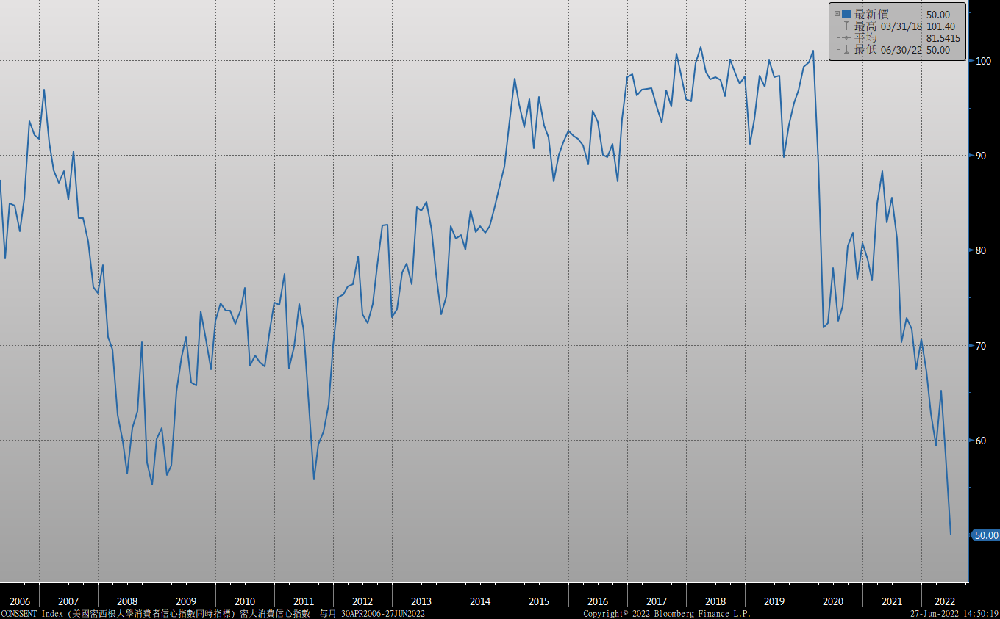 最新價 50.00
最高 03/31/18 101.40
平均 81.5415
最低 06/30/22 50.00
100
90
80
70
60
50.00
2006 2007 2008 2009 2010 2011 2012 2013 2014 2015 2016 2017 2018 2019 2020 2021 2022
CONSSENT Index (美國密西根大學消費者信心指數同時指標) 密大消費信心指數 每月 30APR2006-27JUN2022 Copyright© 2022 Bloomberg Finance L.P. 27-Jun-2022 14:50:19